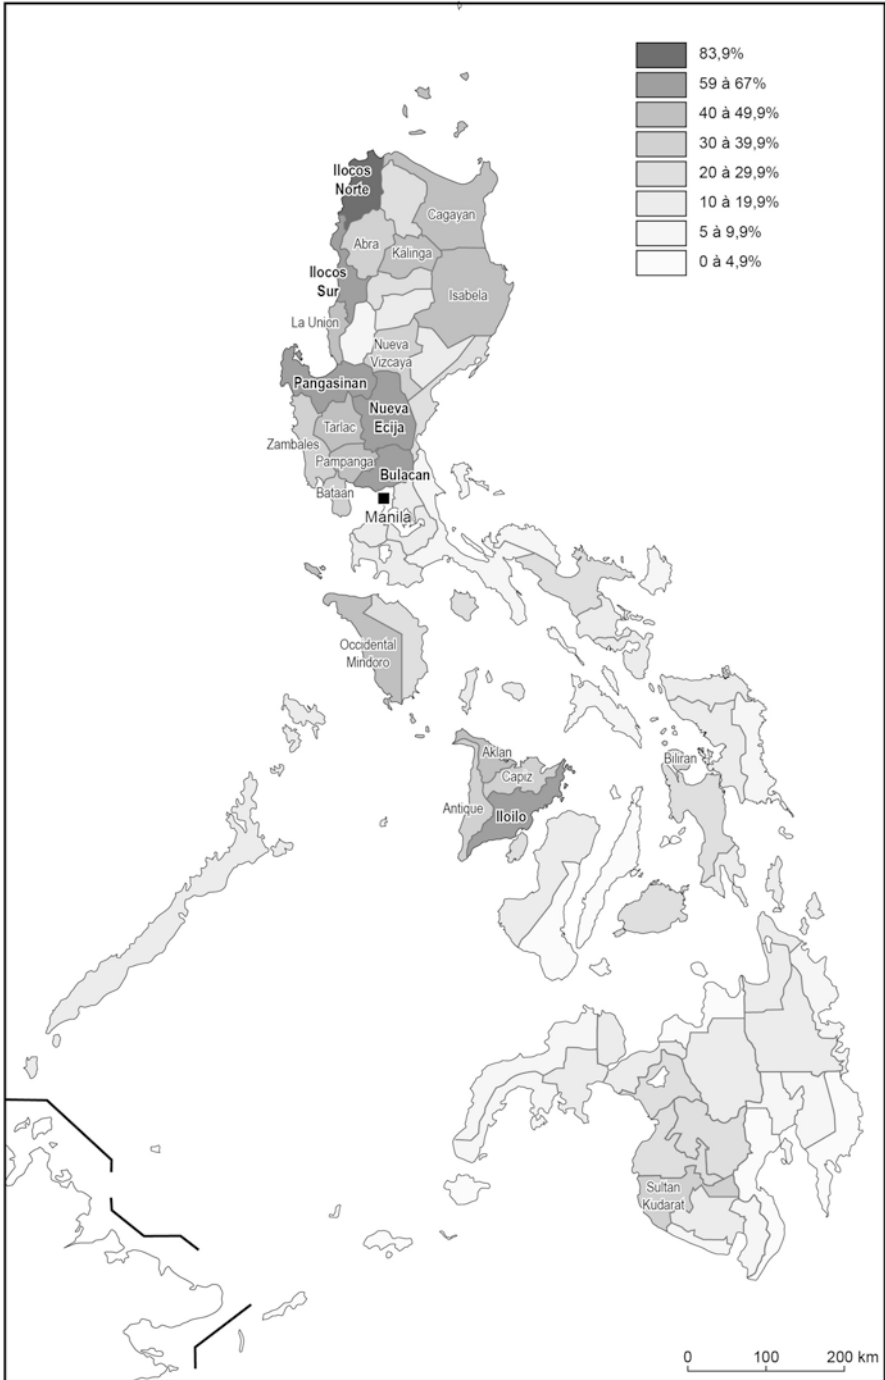 83,9%
59 à 67%
40 à 49,9%
30 à 39,9%
20 à 29,9%
10 à 19,9%
5 à 9,9%
0 à 4,9%
Ilocos
Norte
Cagayan
Abra
Kalinga
Ilocos
Sur
Isabela
La Union
Nueva
Vizcaya
Pangasinan
Nueva
Ecija
Tarlac
Zambales
Pampanga
Bulacan
Bataan
Manila
Occidental
Mindoro
Aklan
Capiz
Biliran
Antique
Iloilo
Sultan
Kudarat
0 100 200 km